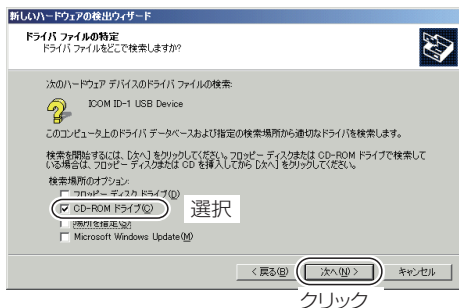 新しいハードウェアの検出ウィザード
ドライバ ファイルの特定
ドライバ ファイルをどこで検索しますか?
次のハードウェア デバイスのドライバ ファイルの検索:
ICOM ID-1 USB Device
このコンピュータ上のドライバ データベースおよび指定の検索場所から適切なドライバを検索します。
検索を開始するには、[次へ] をクリックしてください。フロッピー ディスクまたは CD-ROM ドライブで検索して
いる場合は、フロッピー ディスクまたは CD を挿入してから [次へ] をクリックしてください。
検索場所のオプション:
フロッピー ディスク ドライブ(D)
CD-ROM ドライブ(C) 選択
場所を指定(S)
Microsoft Windows Update(M)
< 戻る(B) 次へ(N) > キャンセル
クリック